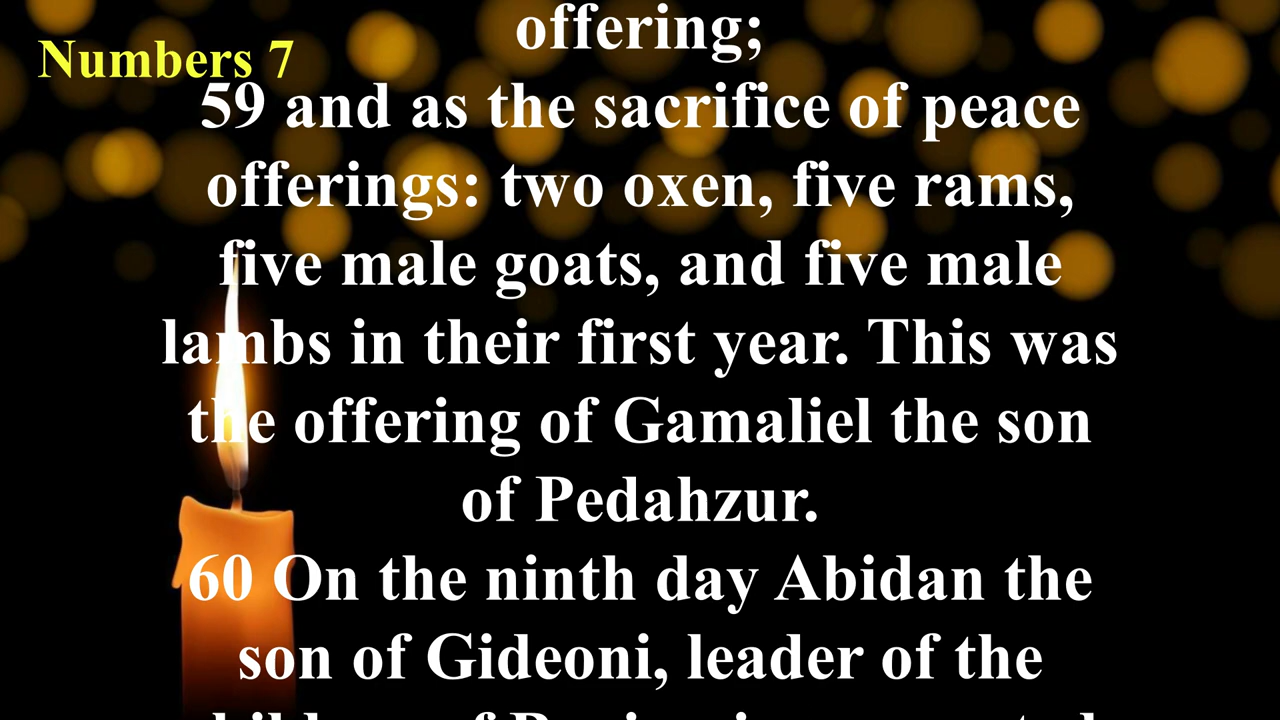 offering;
Numbers 7
59 and as the sacrifice of peace
offerings: two oxen, five rams,
five male goats, and five male
lambs in their first year. This was
the offering of Gamaliel the son
of Pedahzur.
60 On the ninth day Abidan the
son of Gideoni, leader of the